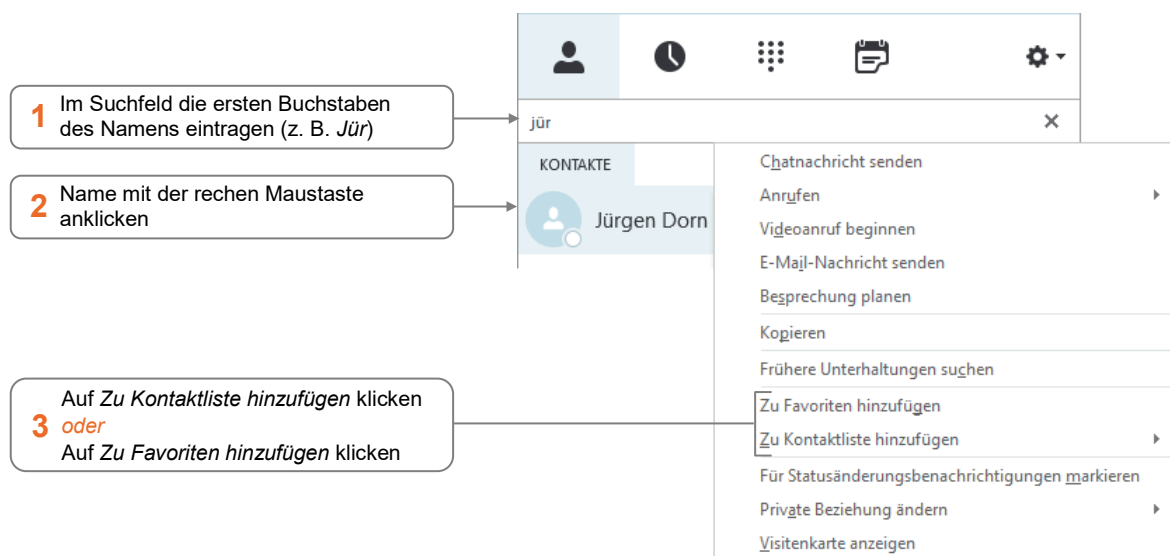 1 Im Suchfeld die ersten Buchstaben
des Namens eintragen (z. B. Jür)
2 Name mit der rechen Maustaste
anklicken
3 Auf Zu Kontaktliste hinzufügen klicken
oder
Auf Zu Favoriten hinzufügen klicken
jür
KONTAKTE
Jürgen Dorn
Chatnachricht senden
Anrufen
Videoanruf beginnen
E-Mail-Nachricht senden
Besprechung planen
Kopieren
Frühere Unterhaltungen suchen
Zu Favoriten hinzufügen
Zu Kontaktliste hinzufügen
Für Statusänderungsbenachrichtigungen markieren
Private Beziehung ändern
Visitenkarte anzeigen